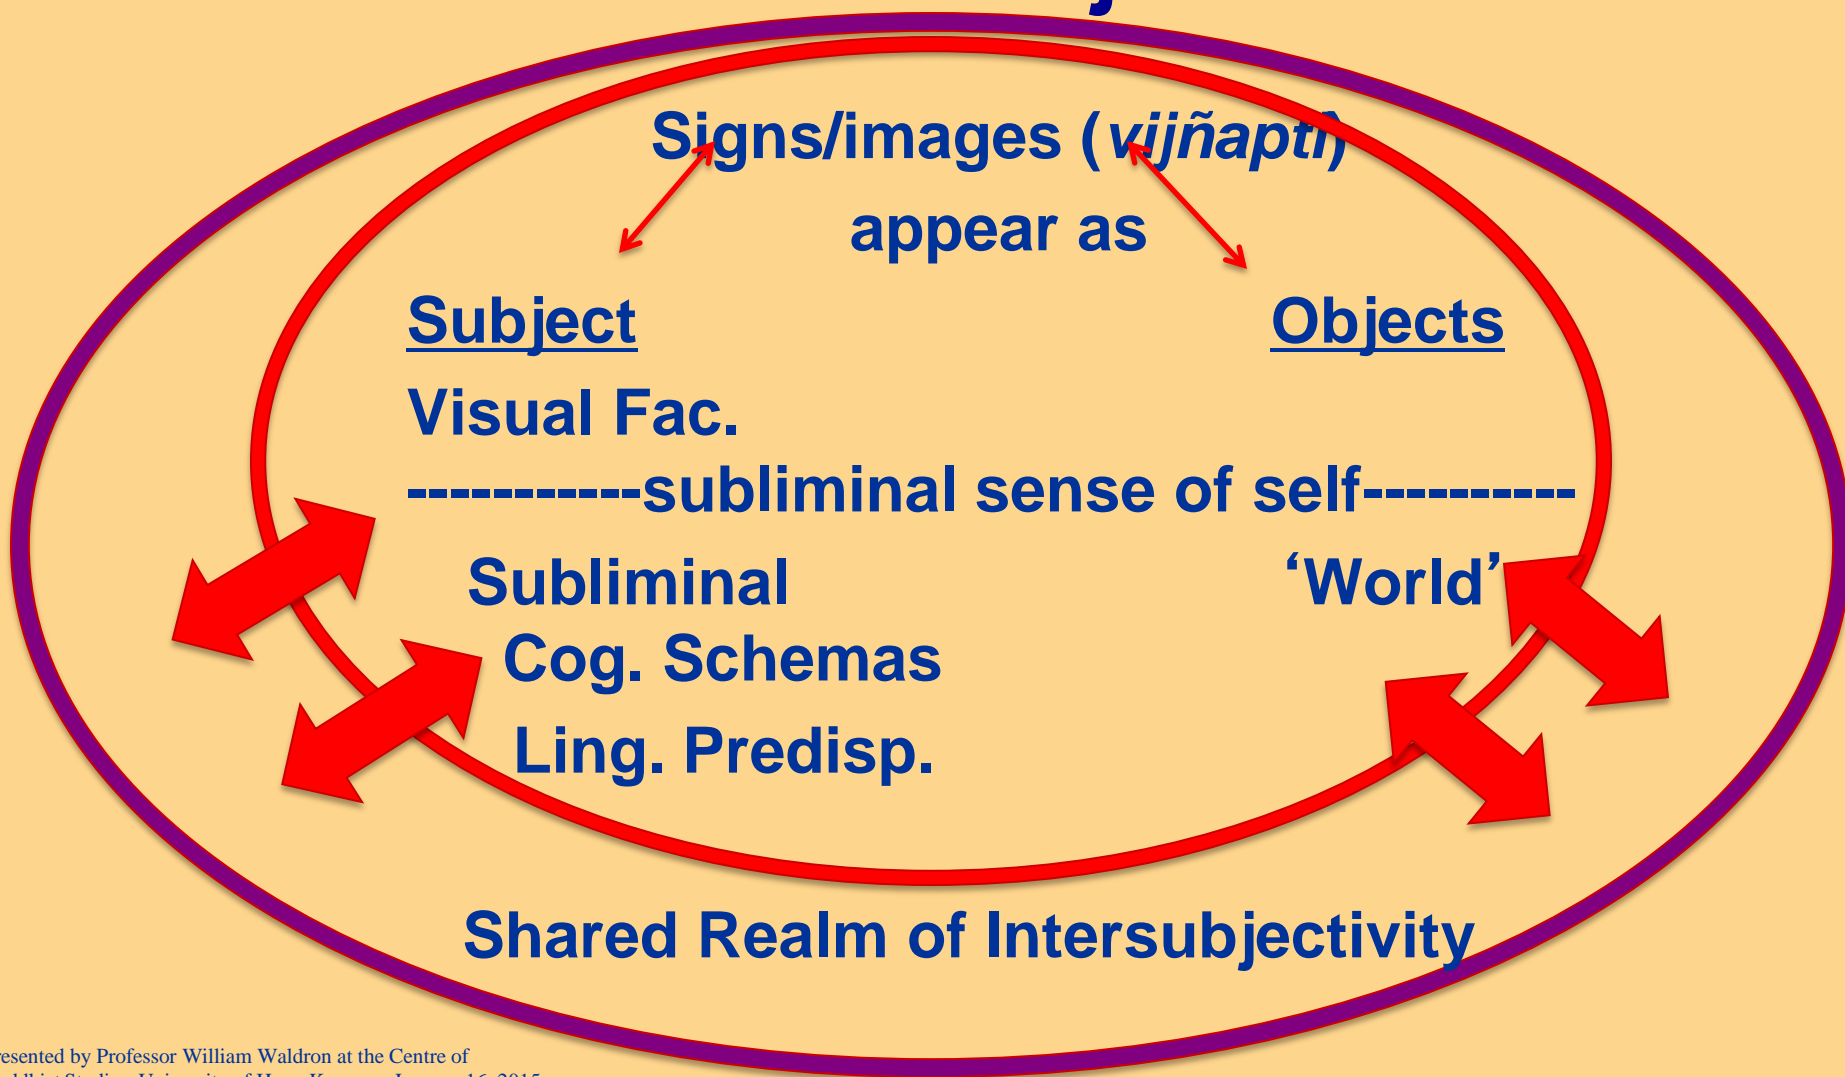 Signs/images (vijñapti)
appear as
Subject Objects
Visual Fac.
-----------subliminal sense of self----------
Subliminal ‘World’
Cog. Schemas
Ling. Predisp.
Shared Realm of Intersubjectivity
resented by Professor William Waldron at the Centre of